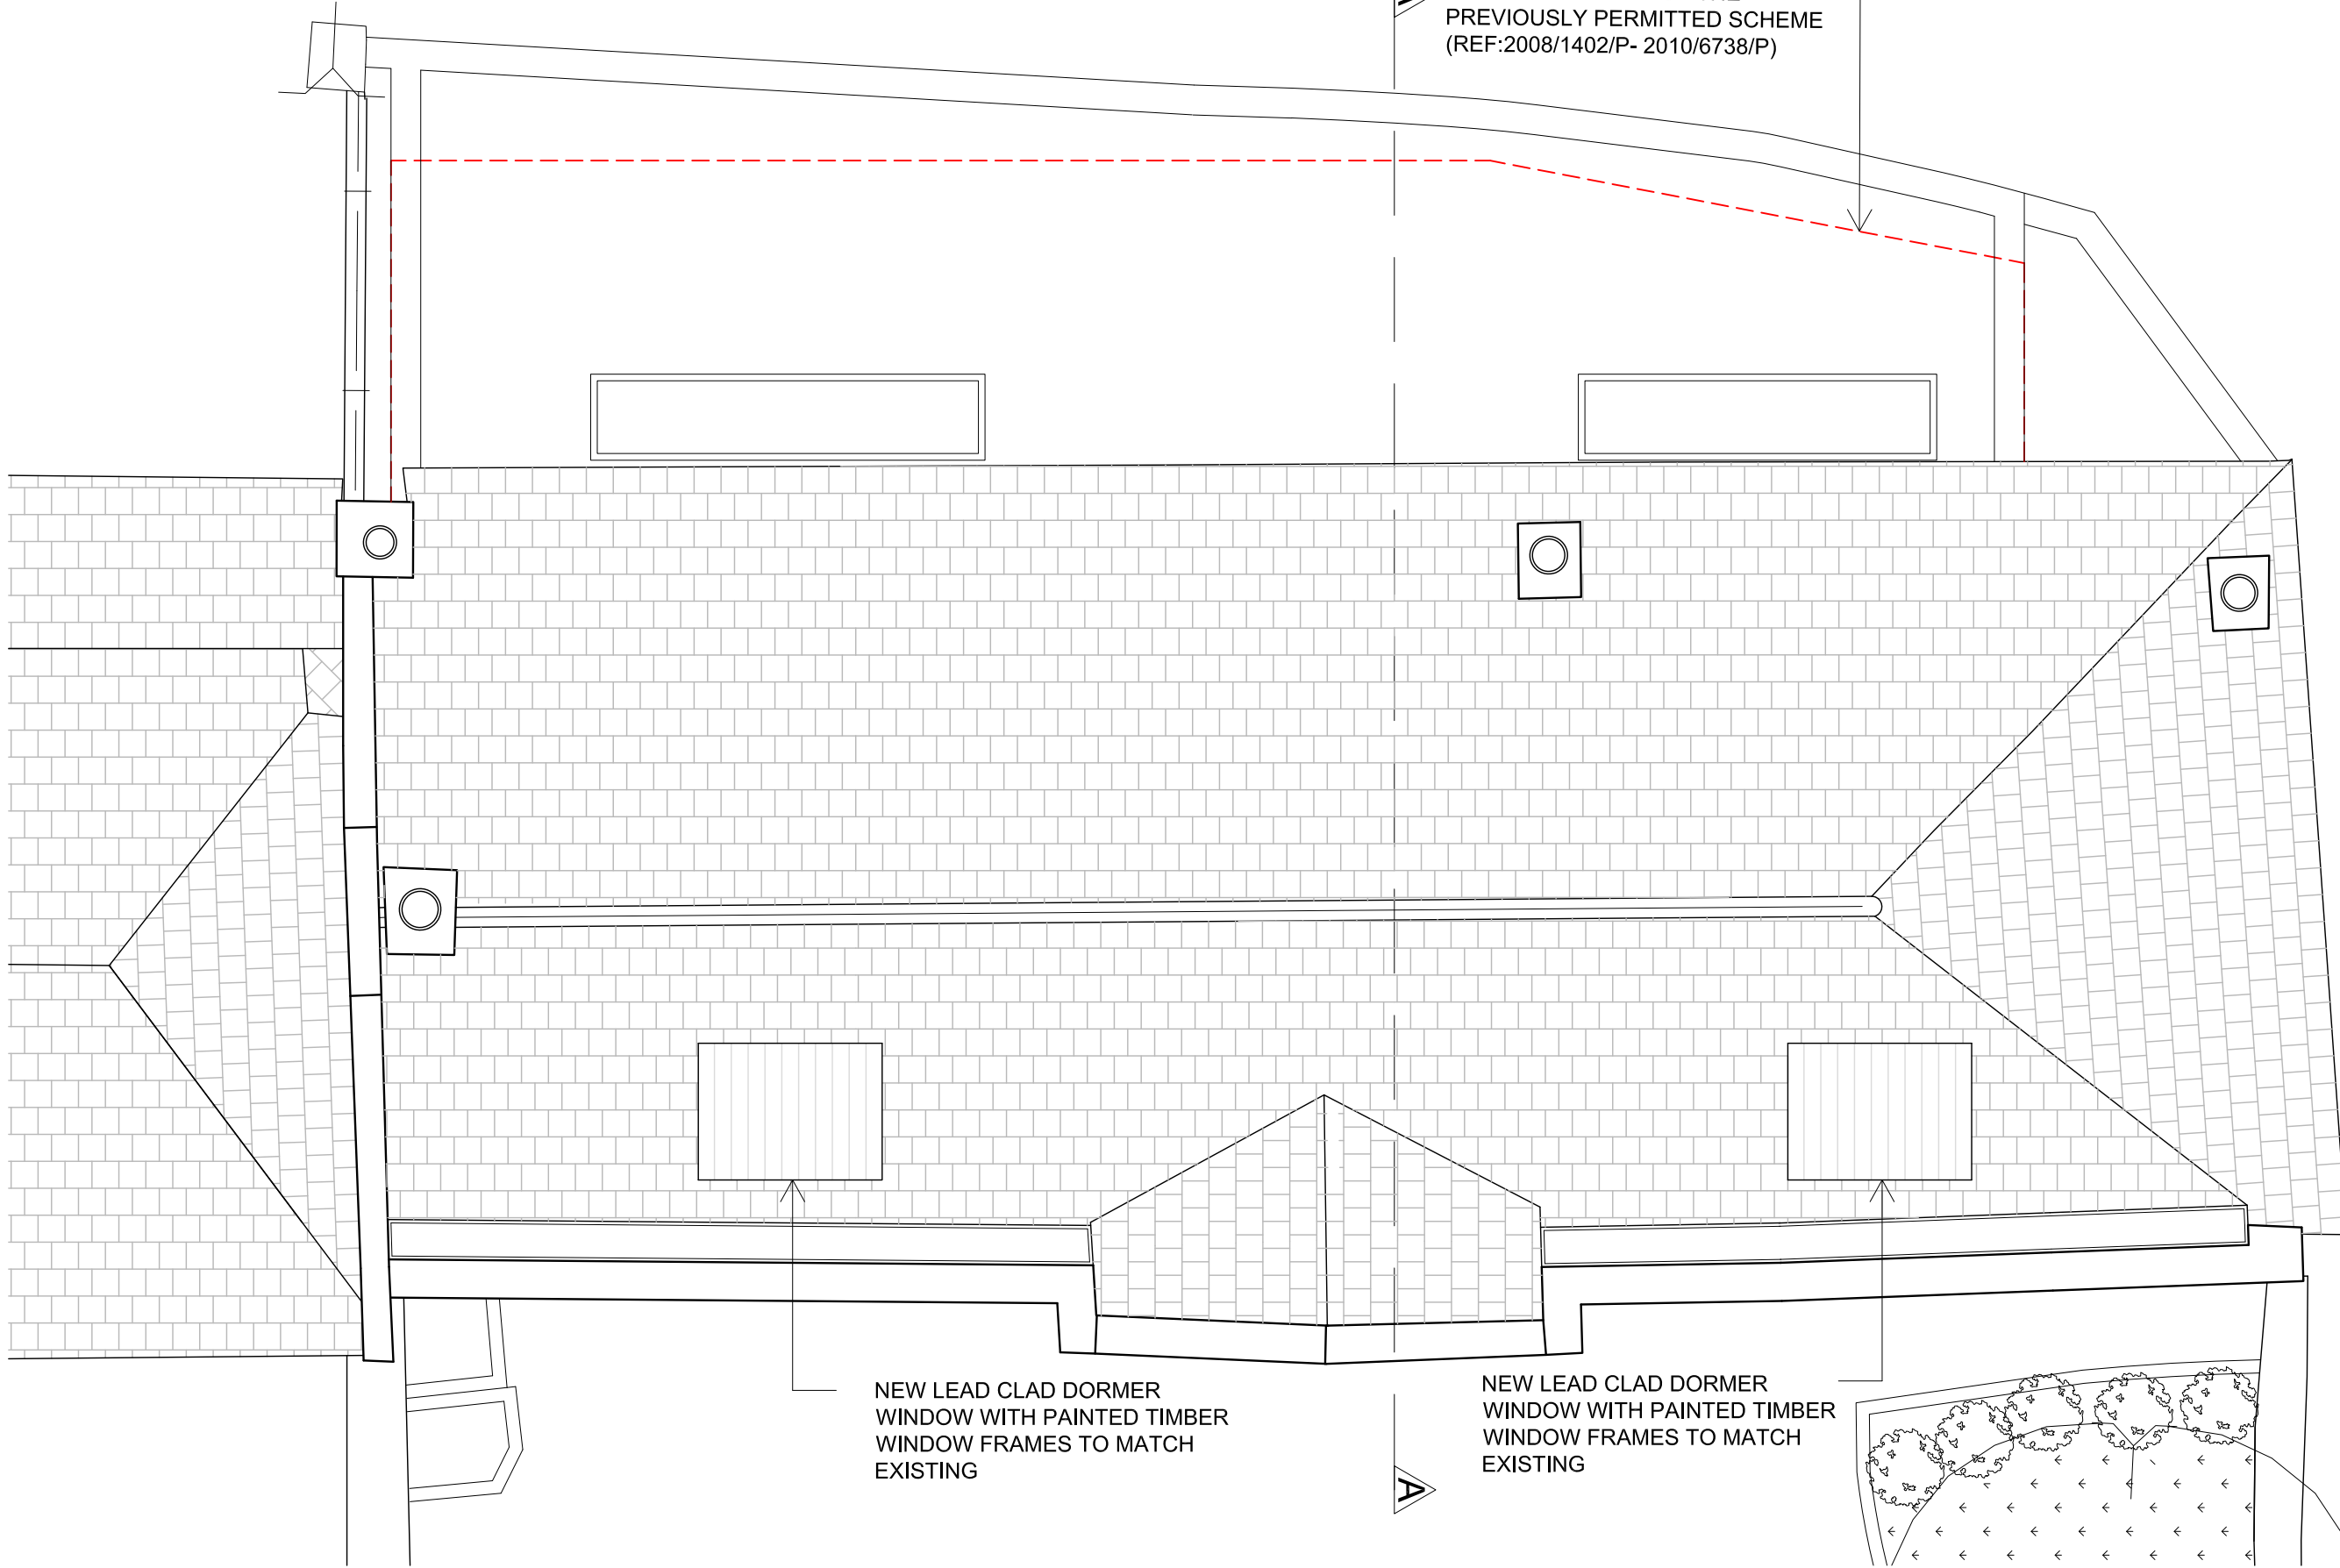 PREVIOUSLY PERMITTED SCHEME
(REF:2008/1402/P- 2010/6738/P)
NEW LEAD CLAD DORMER
WINDOW WITH PAINTED TIMBER
WINDOW FRAMES TO MATCH
EXISTING
NEW LEAD CLAD DORMER
WINDOW WITH PAINTED TIMBER
WINDOW FRAMES TO MATCH
EXISTING
A